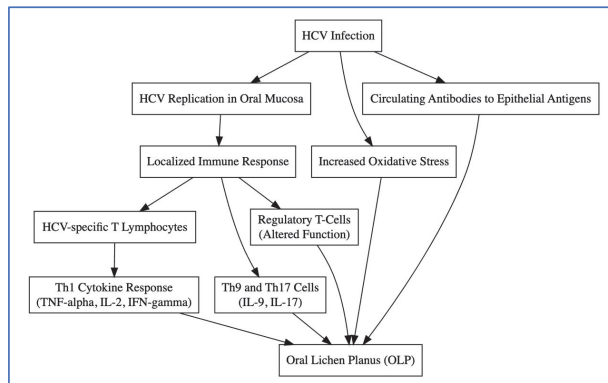 HCV Infection
HCV Replication in Oral Mucosa
Circulating Antibodies to Epithelial Antigens
Localized Immune Response
Increased Oxidative Stress
HCV-specific T Lymphocytes
Regulatory T-Cells
(Altered Function)
Th1 Cytokine Response
(TNF-alpha, IL-2, IFN-gamma)
Th9 and Th17 Cells
(IL-9, IL-17)
Oral Lichen Planus (OLP)